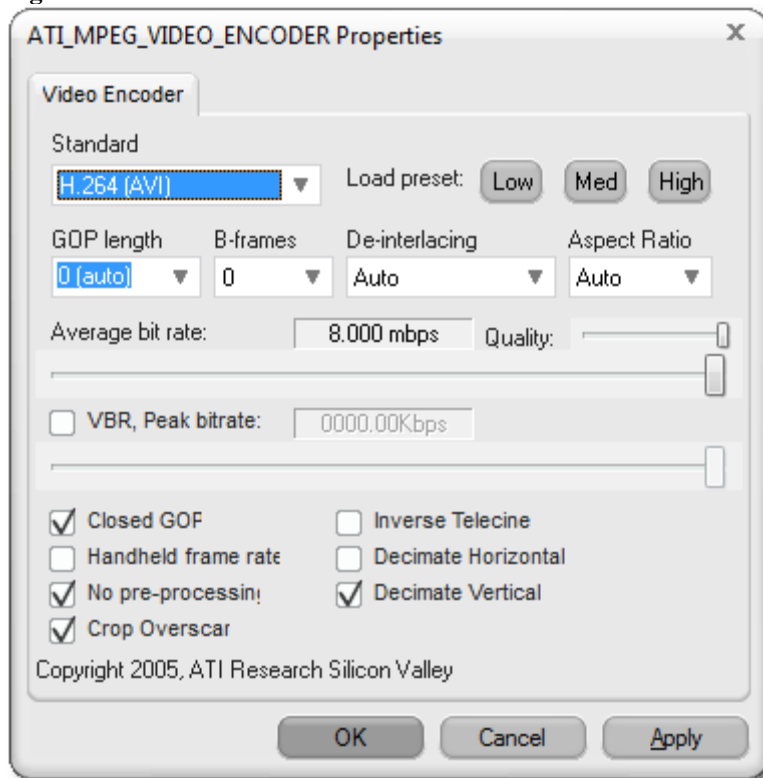 ATI_MPEG_VIDEO_ENCODER Properties
Video Encoder
Standard
H.264 (AVI)
Load preset: Low Med High
GOP length B-frames De-interlacing Aspect Ratio
0 (auto) 0 Auto Auto
Average bit rate: 8.000 mbps Quality:
VBR, Peak bitrate: 0000.00Kbps
Closed GOP Inverse Telecine
Handheld frame rate Decimate Horizontal
No pre-processing Decimate Vertical
Crop Overscan
Copyright 2005, ATI Research Silicon Valley
OK Cancel Apply